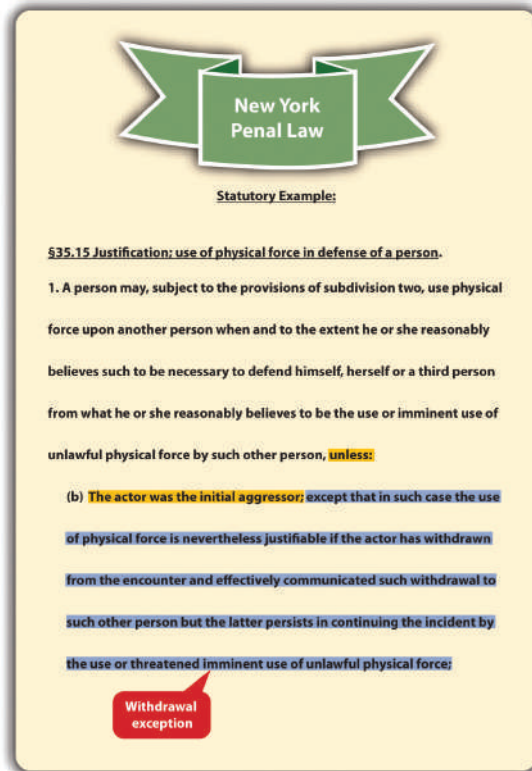 New York
Penal Law
Statutory Example:
§35.15 Justification; use of physical force in defense of a person.
1. A person may, subject to the provisions of subdivision two, use physical
force upon another person when and to the extent he or she reasonably
believes such to be necessary to defend himself, herself or a third person
from what he or she reasonably believes to be the use or imminent use of
unlawful physical force by such other person, unless:
(b) The actor was the initial aggressor; except that in such case the use
of physical force is nevertheless justifiable if the actor has withdrawn
from the encounter and effectively communicated such withdrawal to
such other person but the latter persists in continuing the incident by
the use or threatened imminent use of unlawful physical force;
Withdrawal
exception